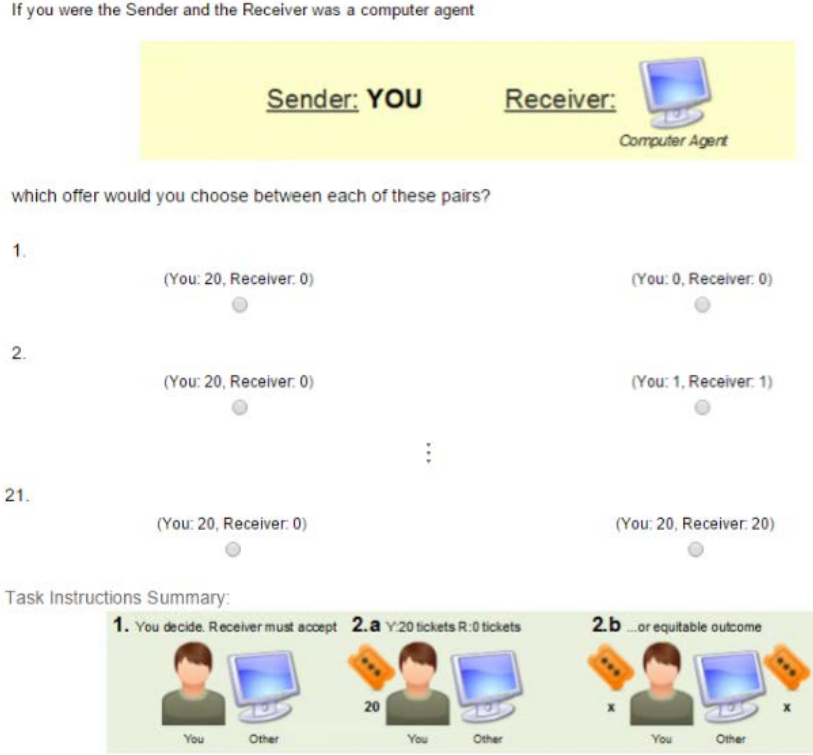 If you were the Sender and the Receiver was a computer agent
Sender: YOU Receiver:
Computer Agent
which offer would you choose between each of these pairs?
1.
(You: 20, Receiver: 0) (You: 0, Receiver: 0)
2.
(You: 20, Receiver: 0) (You: 1, Receiver: 1)
⋮
21.
(You: 20, Receiver: 0) (You: 20, Receiver: 20)
Task Instructions Summary:
1. You decide. Receiver must accept 2.a Y:20 tickets R:0 tickets 2.b ...or equitable outcome
20 x x
You Other You Other You Other